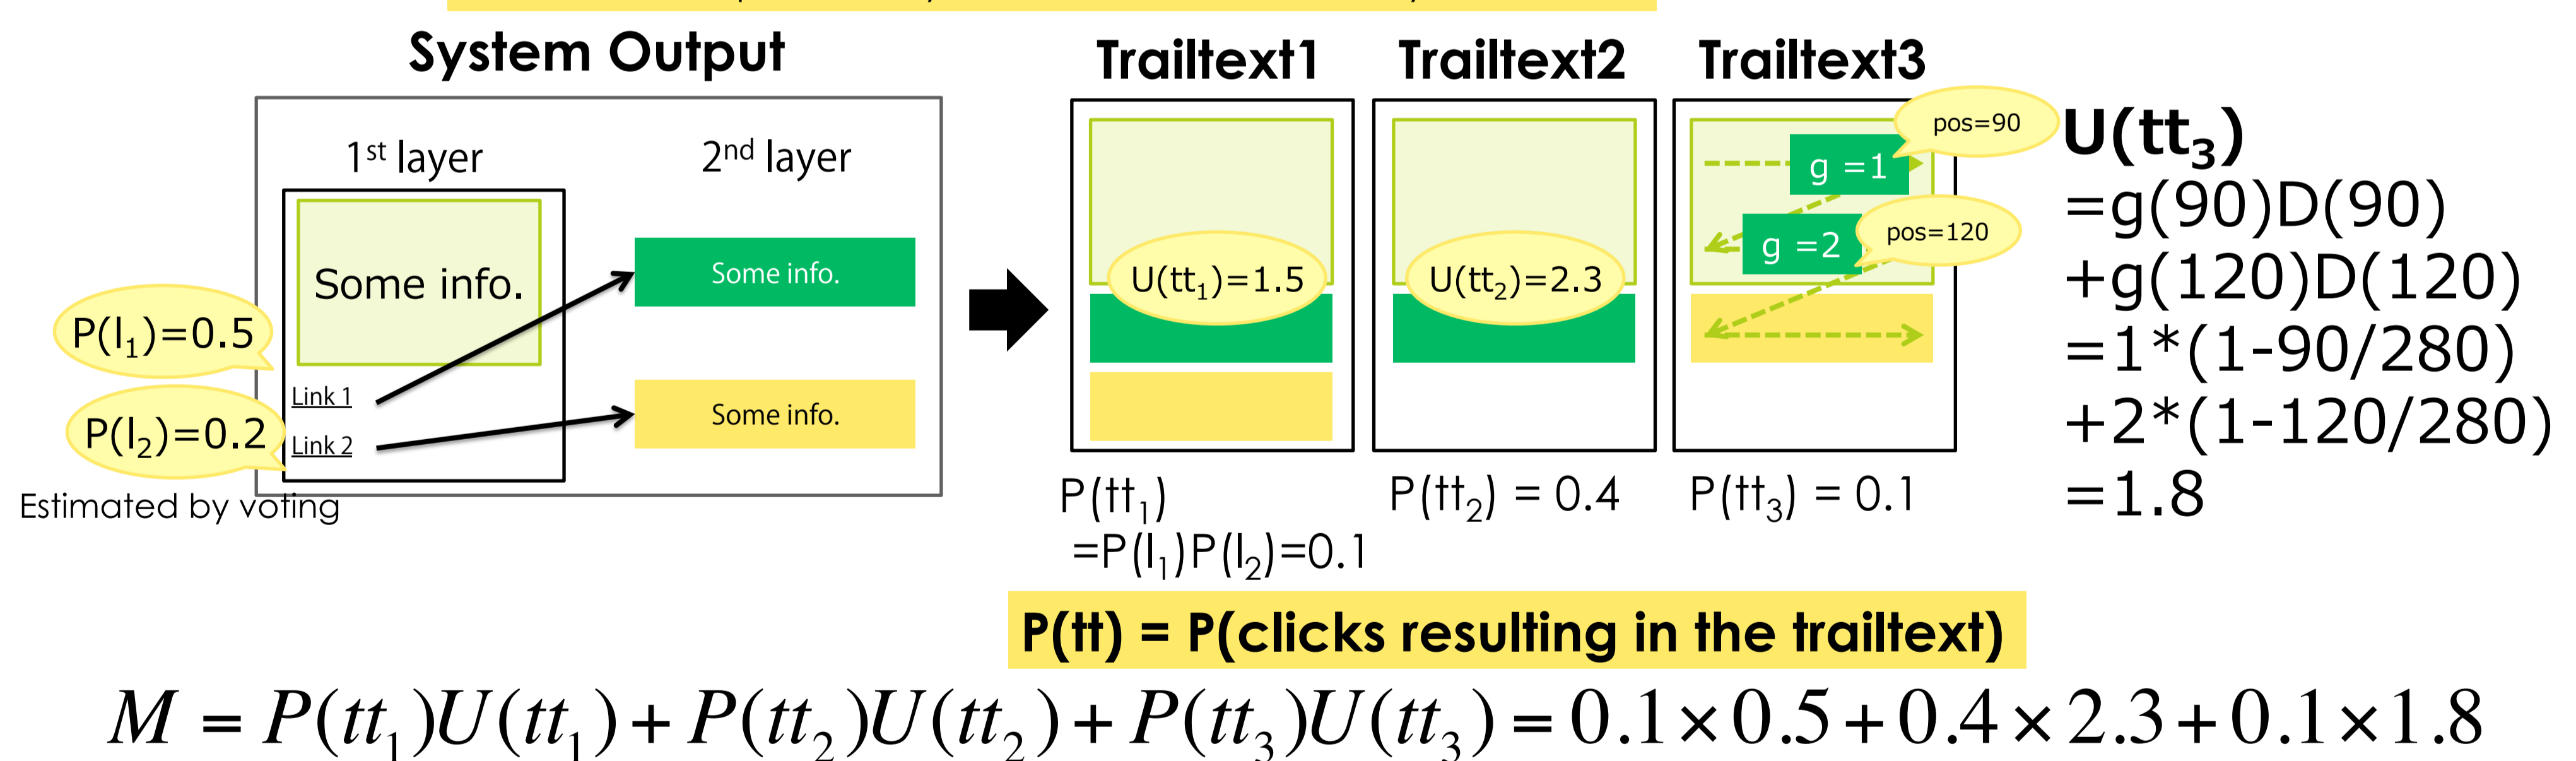 System Output
1st layer
2nd layer
Some info.
Some info.
Some info.
P(l1)=0.5
P(l2)=0.2
Link 1
Link 2
Estimated by voting
Trailtext1
Trailtext2
Trailtext3
U(tt1)=1.5
U(tt2)=2.3
g =1
pos=90
g =2
pos=120
P(tt1)
=P(l1)P(l2)=0.1
P(tt2) = 0.4
P(tt3) = 0.1
U(tt3)
=g(90)D(90)
+g(120)D(120)
=1*(1-90/280)
+2*(1-120/280)
=1.8
P(tt) = P(clicks resulting in the trailtext)
M = P(tt1)U(tt1) + P(tt2)U(tt2) + P(tt3)U(tt3) = 0.1×0.5+0.4×2.3+0.1×1.8